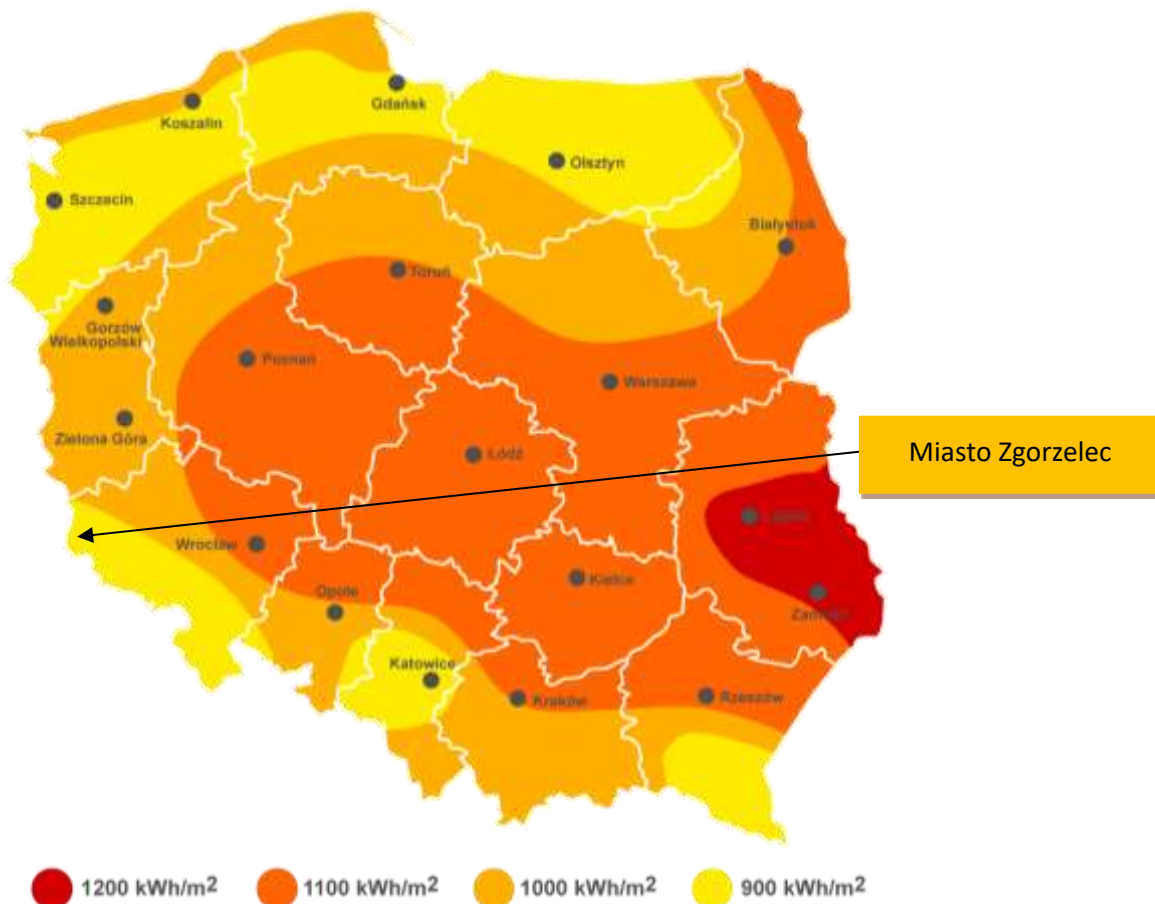 Gdańsk
Koszalin
Olsztyn
Szczecin
Białystok
Toruń
Gorzów
Wielkopolski
Poznań
Warszawa
Zielona Góra
Łódź
Miasto Zgorzelec
Wrocław
Kielce
Opole
Katowice
Kraków
Rzeszów
1200 kWh/m² 1100 kWh/m² 1000 kWh/m² 900 kWh/m²